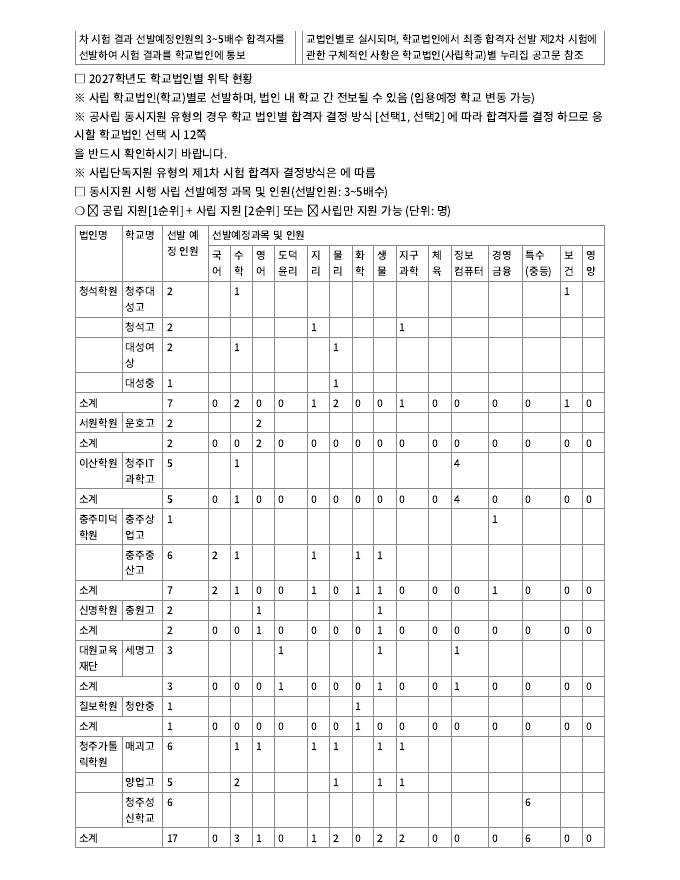 차 시험 결과 선발예정인원의 3~5배수 합격자를
선발하여 시험 결과를 학교법인에 통보
교법인별로 실시되며, 학교법인에서 최종 합격자 선발 제2차 시험에
관한 구체적인 사항은 학교법인(사립학교)별 누리집 공고문 참조
□ 2027학년도 학교법인별 위탁 현황
※ 사립 학교법인(학교)별로 선발하며, 법인 내 학교 간 전보될 수 있음 (임용예정 학교 변동 가능)
※ 공사립 동시지원 유형의 경우 학교 법인별 합격자 결정 방식 [선택1, 선택2] 에 따라 합격자를 결정 하므로 응
시할 학교법인 선택 시 12쪽
을 반드시 확인하시기 바랍니다.
※ 사립단독지원 유형의 제1차 시험 합격자 결정방식은 에 따름
□ 동시지원 시행 사립 선발예정 과목 및 인원(선발인원: 3~5배수)
❍ ☒ 공립 지원[1순위] + 사립 지원 [2순위] 또는 ☒ 사립만 지원 가능 (단위: 명)
법인명 학교명 선발 예정 인원 선발예정과목 및 인원
국어 수학 영어 도덕윤리 지리 물리 화학 생물 지구과학 체육 정보컴퓨터 경영금융 특수(중등) 보건 영양
청석학원 청주대성고 2 1 1
청석고 2 1 1
대성여상 2 1 1
대성중 1 1
소계 7 0 2 0 0 1 2 0 0 1 0 0 0 0 1 0
서원학원 운호고 2 2
소계 2 0 0 2 0 0 0 0 0 0 0 0 0 0 0 0
이산학원 청주IT과학고 5 1 4
소계 5 0 1 0 0 0 0 0 0 0 0 4 0 0 0 0
충주미덕학원 충주상업고 1 1
충주중산고 6 2 1 1 1 1
소계 7 2 1 0 0 1 0 1 1 0 0 0 1 0 0 0
신명학원 중원고 2 1 1
소계 2 0 0 1 0 0 0 0 1 0 0 0 0 0 0 0
대원교육재단 세명고 3 1 1 1
소계 3 0 0 0 1 0 0 0 1 0 0 1 0 0 0 0
칠보학원 청안중 1 1
소계 1 0 0 0 0 0 0 1 0 0 0 0 0 0 0 0
청주가톨릭학원 매괴고 6 1 1 1 1 1 1
양업고 5 2 1 1 1
청주성신학교 6 6
소계 17 0 3 1 0 1 2 0 2 2 0 0 0 6 0 0